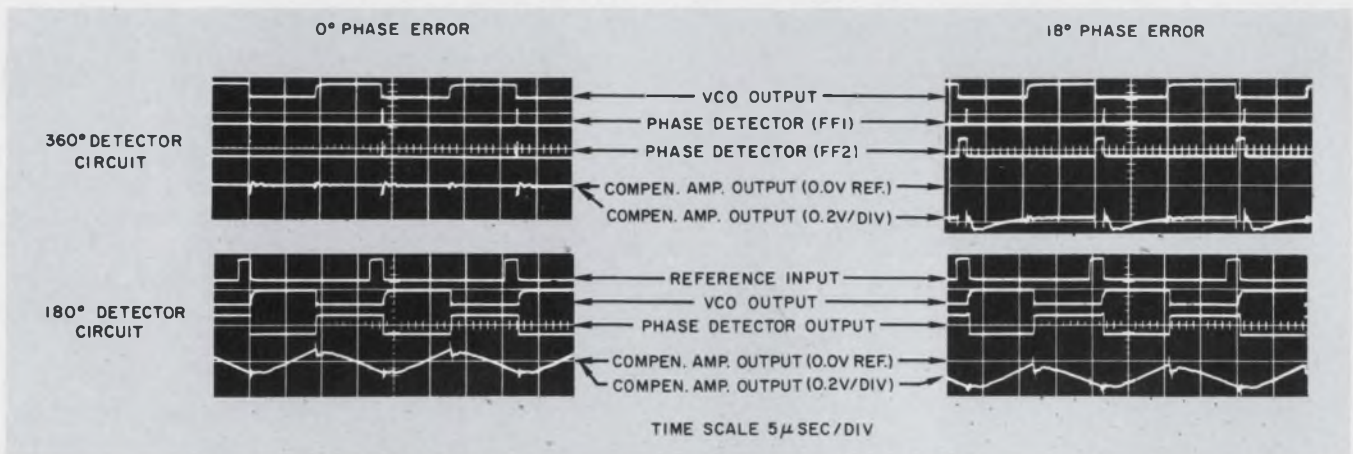 0° PHASE ERROR
18° PHASE ERROR
360° DETECTOR
CIRCUIT
VCO OUTPUT
PHASE DETECTOR (FF1)
PHASE DETECTOR (FF2)
COMPEN. AMP. OUTPUT (0.0V REF.)
COMPEN. AMP. OUTPUT (0.2V/DIV)
180° DETECTOR
CIRCUIT
REFERENCE INPUT
VCO OUTPUT
PHASE DETECTOR OUTPUT
COMPEN. AMP. OUTPUT (0.0V REF.)
COMPEN. AMP. OUTPUT (0.2V/DIV)
TIME SCALE 5μSEC/DIV